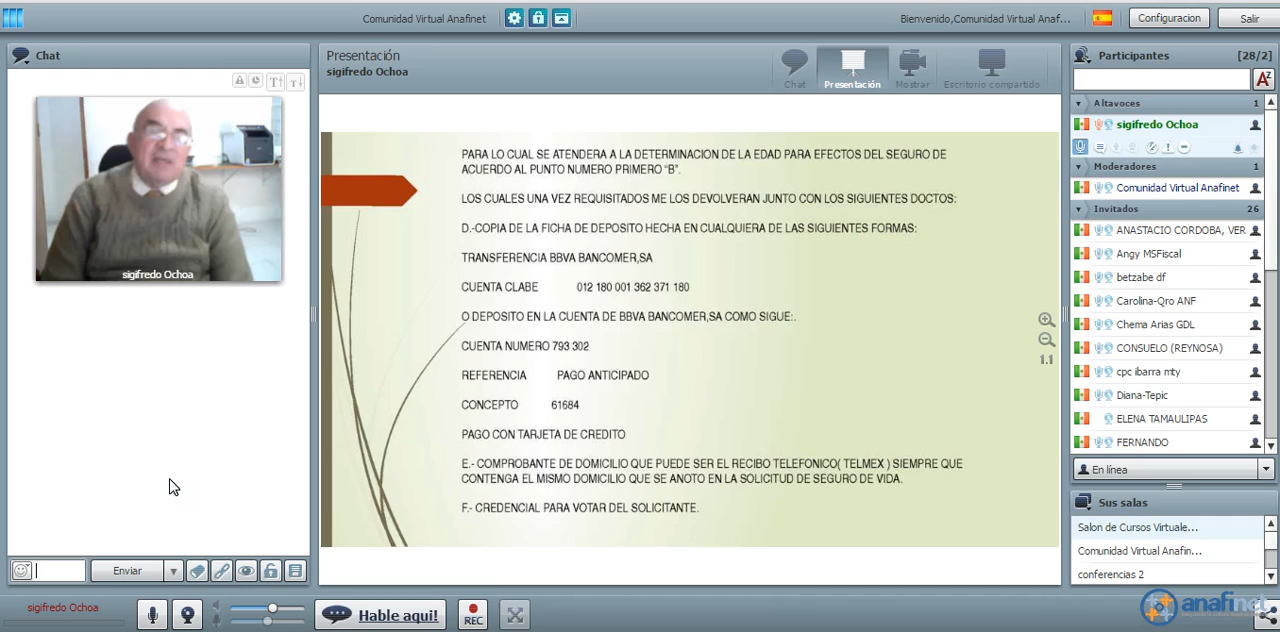 Comunidad Virtual Anafinet
Bienvenido,Comunidad Virtual Anaf...
Configuracion
Salir
Chat
T↑
T↓
sigifredo Ochoa
Enviar
Presentación
sigifredo Ochoa
Chat
Presentación
Mostrar
Escritorio compartido
PARA LO CUAL SE ATENDERA A LA DETERMINACION DE LA EDAD PARA EFECTOS DEL SEGURO DE
ACUERDO AL PUNTO NUMERO PRIMERO “B”.
LOS CUALES UNA VEZ REQUISITADOS ME LOS DEVOLVERAN JUNTO CON LOS SIGUIENTES DOCTOS:
D.-COPIA DE LA FICHA DE DEPOSITO HECHA EN CUALQUIERA DE LAS SIGUIENTES FORMAS:
TRANSFERENCIA BBVA BANCOMER,SA
CUENTA CLABE 012 180 001 362 371 180
O DEPOSITO EN LA CUENTA DE BBVA BANCOMER,SA COMO SIGUE:.
CUENTA NUMERO 793 302
REFERENCIA PAGO ANTICIPADO
CONCEPTO 61684
PAGO CON TARJETA DE CREDITO
E.- COMPROBANTE DE DOMICILIO QUE PUEDE SER EL RECIBO TELEFONICO( TELMEX ) SIEMPRE QUE
CONTENGA EL MISMO DOMICILIO QUE SE ANOTO EN LA SOLICITUD DE SEGURO DE VIDA.
F.- CREDENCIAL PARA VOTAR DEL SOLICITANTE.
1:1
Participantes [28/2]
AZ
Altavoces 1
sigifredo Ochoa
Moderadores 1
Comunidad Virtual Anafinet
Invitados 26
ANASTACIO CORDOBA, VER
Angy MSFiscal
betzabe df
Carolina-Qro ANF
Chema Arias GDL
CONSUELO (REYNOSA)
cpc ibarra mty
Diana-Tepic
ELENA TAMAULIPAS
FERNANDO
En línea
Sus salas
Salon de Cursos Virtuale...
Comunidad Virtual Anafin...
conferencias 2
sigifredo Ochoa
Hable aqui!
REC
anafinet